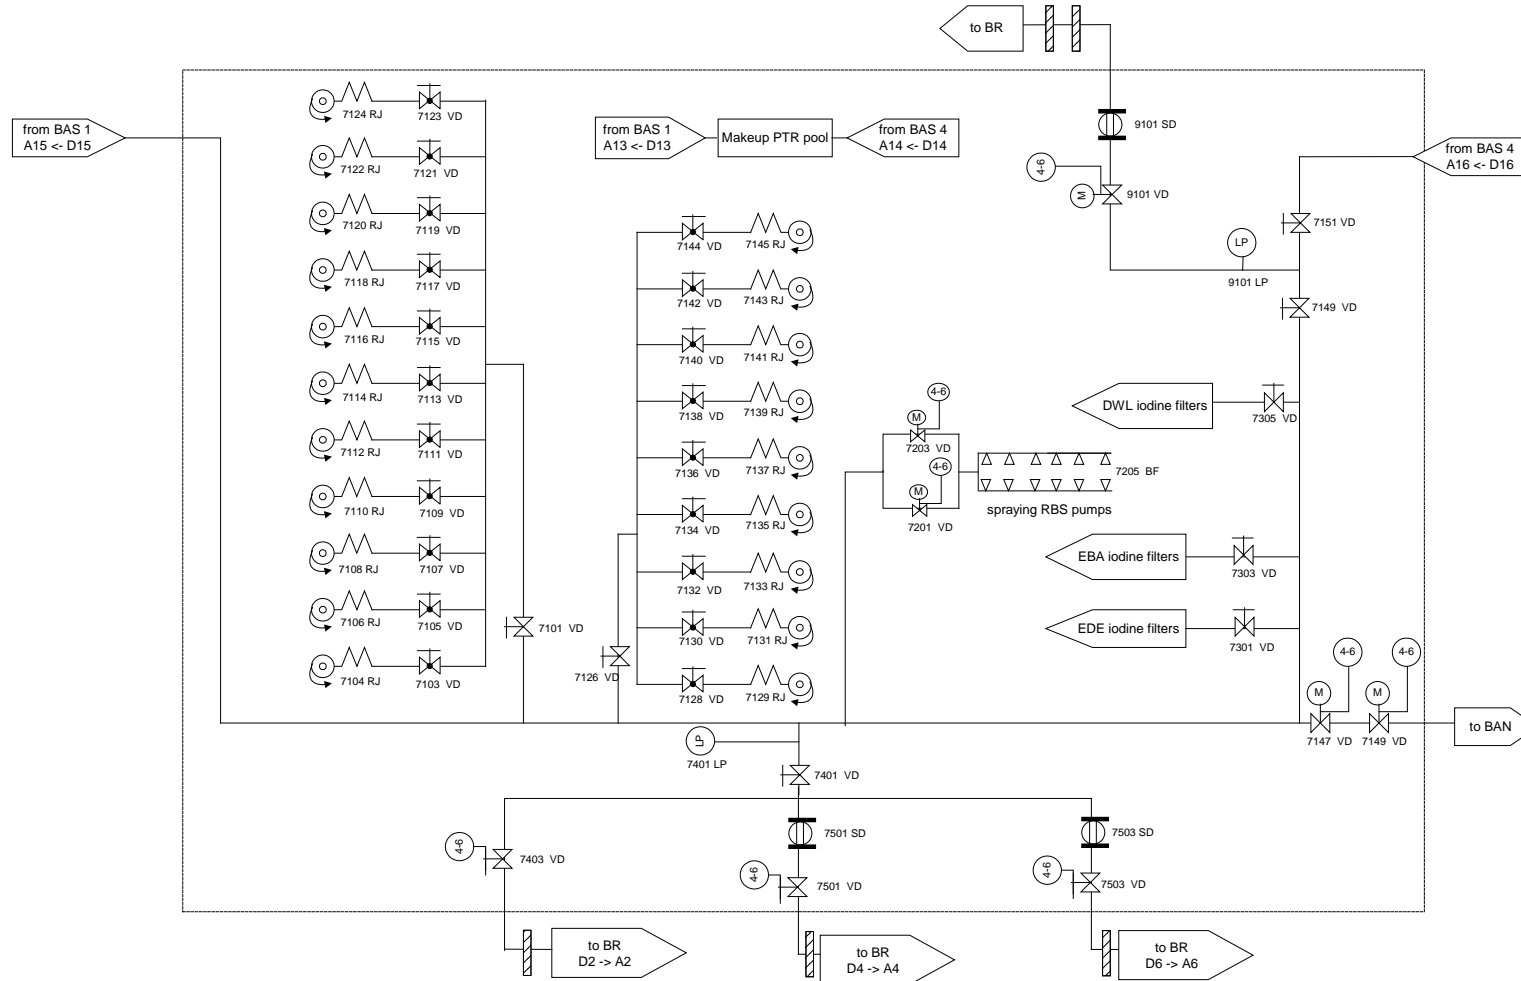 to BR
from BAS 1
A15 <- D15
7124 RJ
7123 VD
7122 RJ
7121 VD
7120 RJ
7119 VD
7118 RJ
7117 VD
7116 RJ
7115 VD
7114 RJ
7113 VD
7112 RJ
7111 VD
7110 RJ
7109 VD
7108 RJ
7107 VD
7106 RJ
7105 VD
7104 RJ
7103 VD
7101 VD
from BAS 1
A13 <- D13
Makeup PTR pool
from BAS 4
A14 <- D14
7144 VD
7145 RJ
7142 VD
7143 RJ
7140 VD
7141 RJ
7138 VD
7139 RJ
7136 VD
7137 RJ
7134 VD
7135 RJ
7132 VD
7133 RJ
7130 VD
7131 RJ
7128 VD
7129 RJ
7126 VD
9101 SD
4-6
M
9101 VD
from BAS 4
A16 <- D16
7151 VD
LP
9101 LP
7149 VD
DWL iodine filters
7305 VD
4-6
M
7203 VD
4-6
M
7201 VD
7205 BF
spraying RBS pumps
EBA iodine filters
7303 VD
EDE iodine filters
7301 VD
4-6
4-6
M
M
7147 VD
7149 VD
to BAN
LP
7401 LP
7401 VD
4-6
7403 VD
7501 SD
4-6
7501 VD
7503 SD
4-6
7503 VD
to BR
D2 -> A2
to BR
D4 -> A4
to BR
D6 -> A6